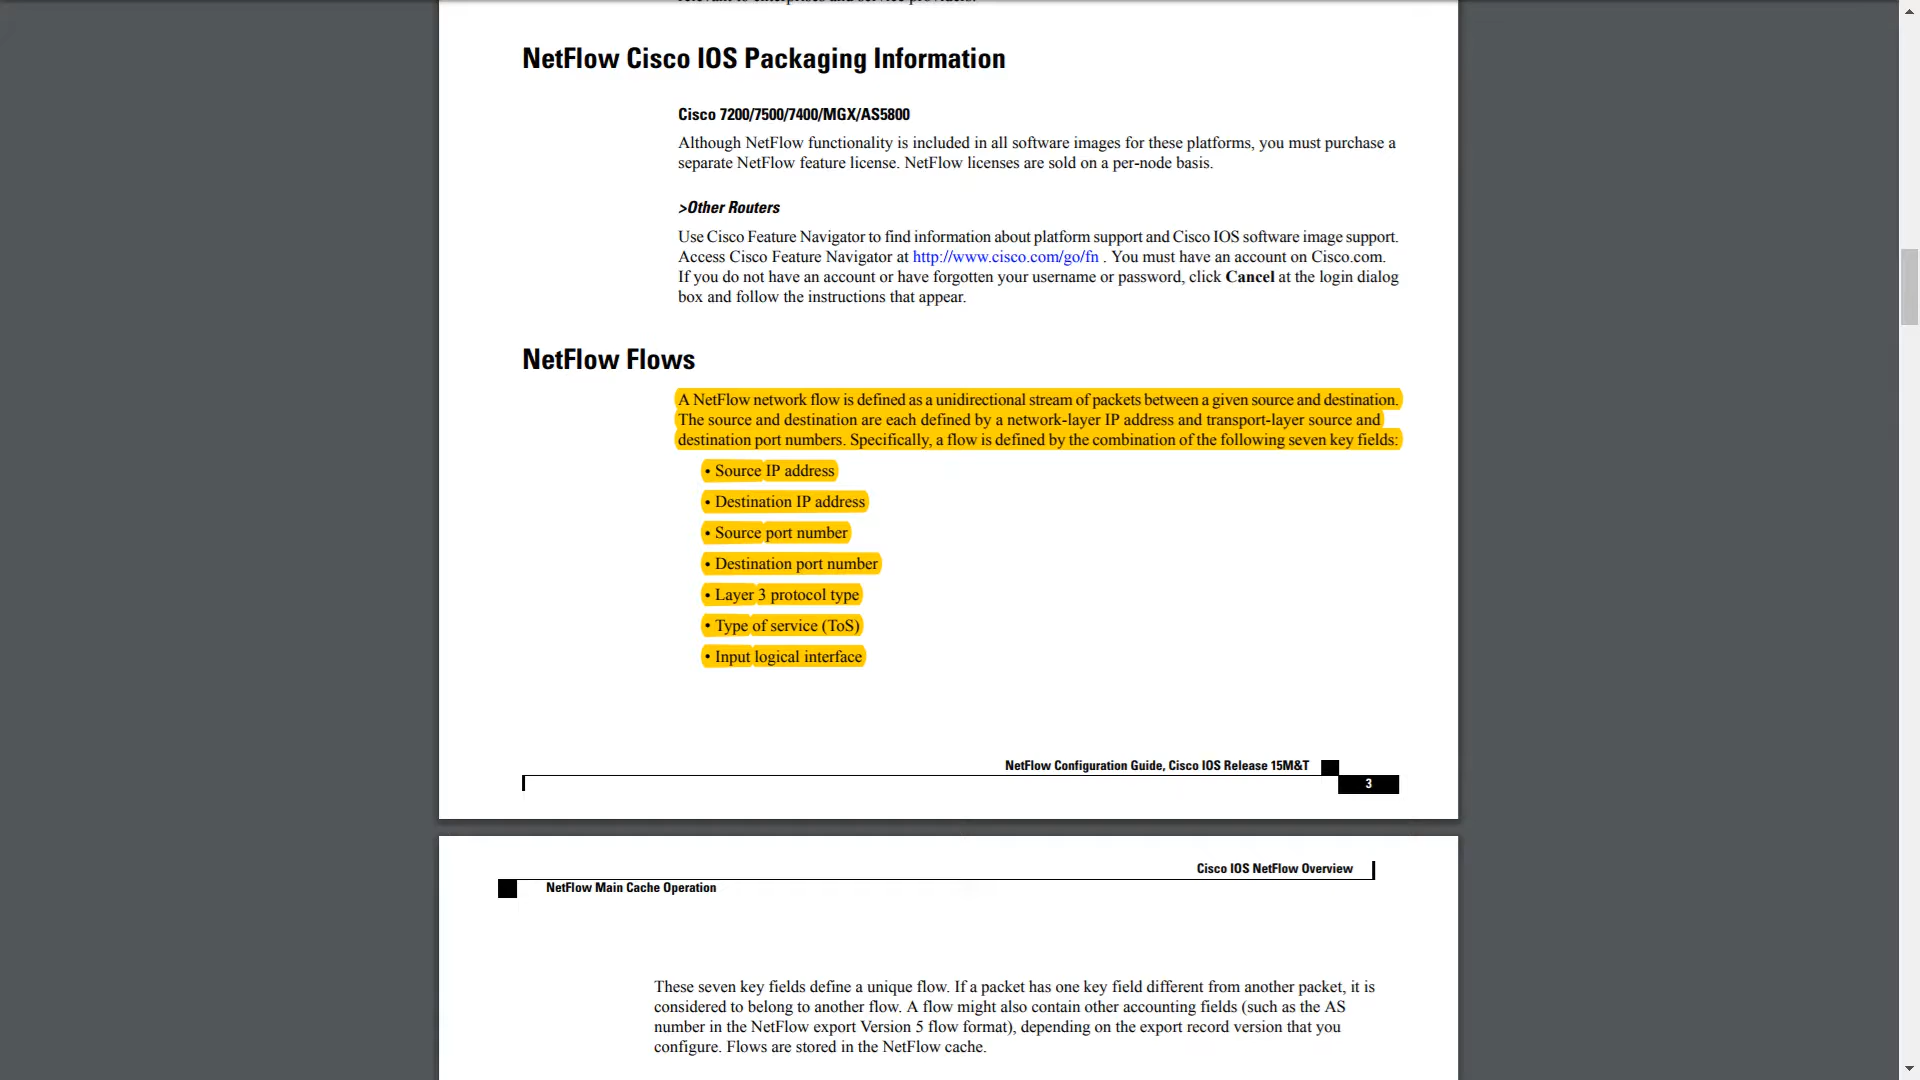 relevant to enterprises and service providers.
NetFlow Cisco IOS Packaging Information
Cisco 7200/7500/7400/MGX/AS5800
Although NetFlow functionality is included in all software images for these platforms, you must purchase a
separate NetFlow feature license. NetFlow licenses are sold on a per-node basis.
>Other Routers
Use Cisco Feature Navigator to find information about platform support and Cisco IOS software image support.
Access Cisco Feature Navigator at http://www.cisco.com/go/fn . You must have an account on Cisco.com.
If you do not have an account or have forgotten your username or password, click Cancel at the login dialog
box and follow the instructions that appear.
NetFlow Flows
A NetFlow network flow is defined as a unidirectional stream of packets between a given source and destination.
The source and destination are each defined by a network-layer IP address and transport-layer source and
destination port numbers. Specifically, a flow is defined by the combination of the following seven key fields:
• Source IP address
• Destination IP address
• Source port number
• Destination port number
• Layer 3 protocol type
• Type of service (ToS)
• Input logical interface
NetFlow Configuration Guide, Cisco IOS Release 15M&T
3
Cisco IOS NetFlow Overview
NetFlow Main Cache Operation
These seven key fields define a unique flow. If a packet has one key field different from another packet, it is
considered to belong to another flow. A flow might also contain other accounting fields (such as the AS
number in the NetFlow export Version 5 flow format), depending on the export record version that you
configure. Flows are stored in the NetFlow cache.